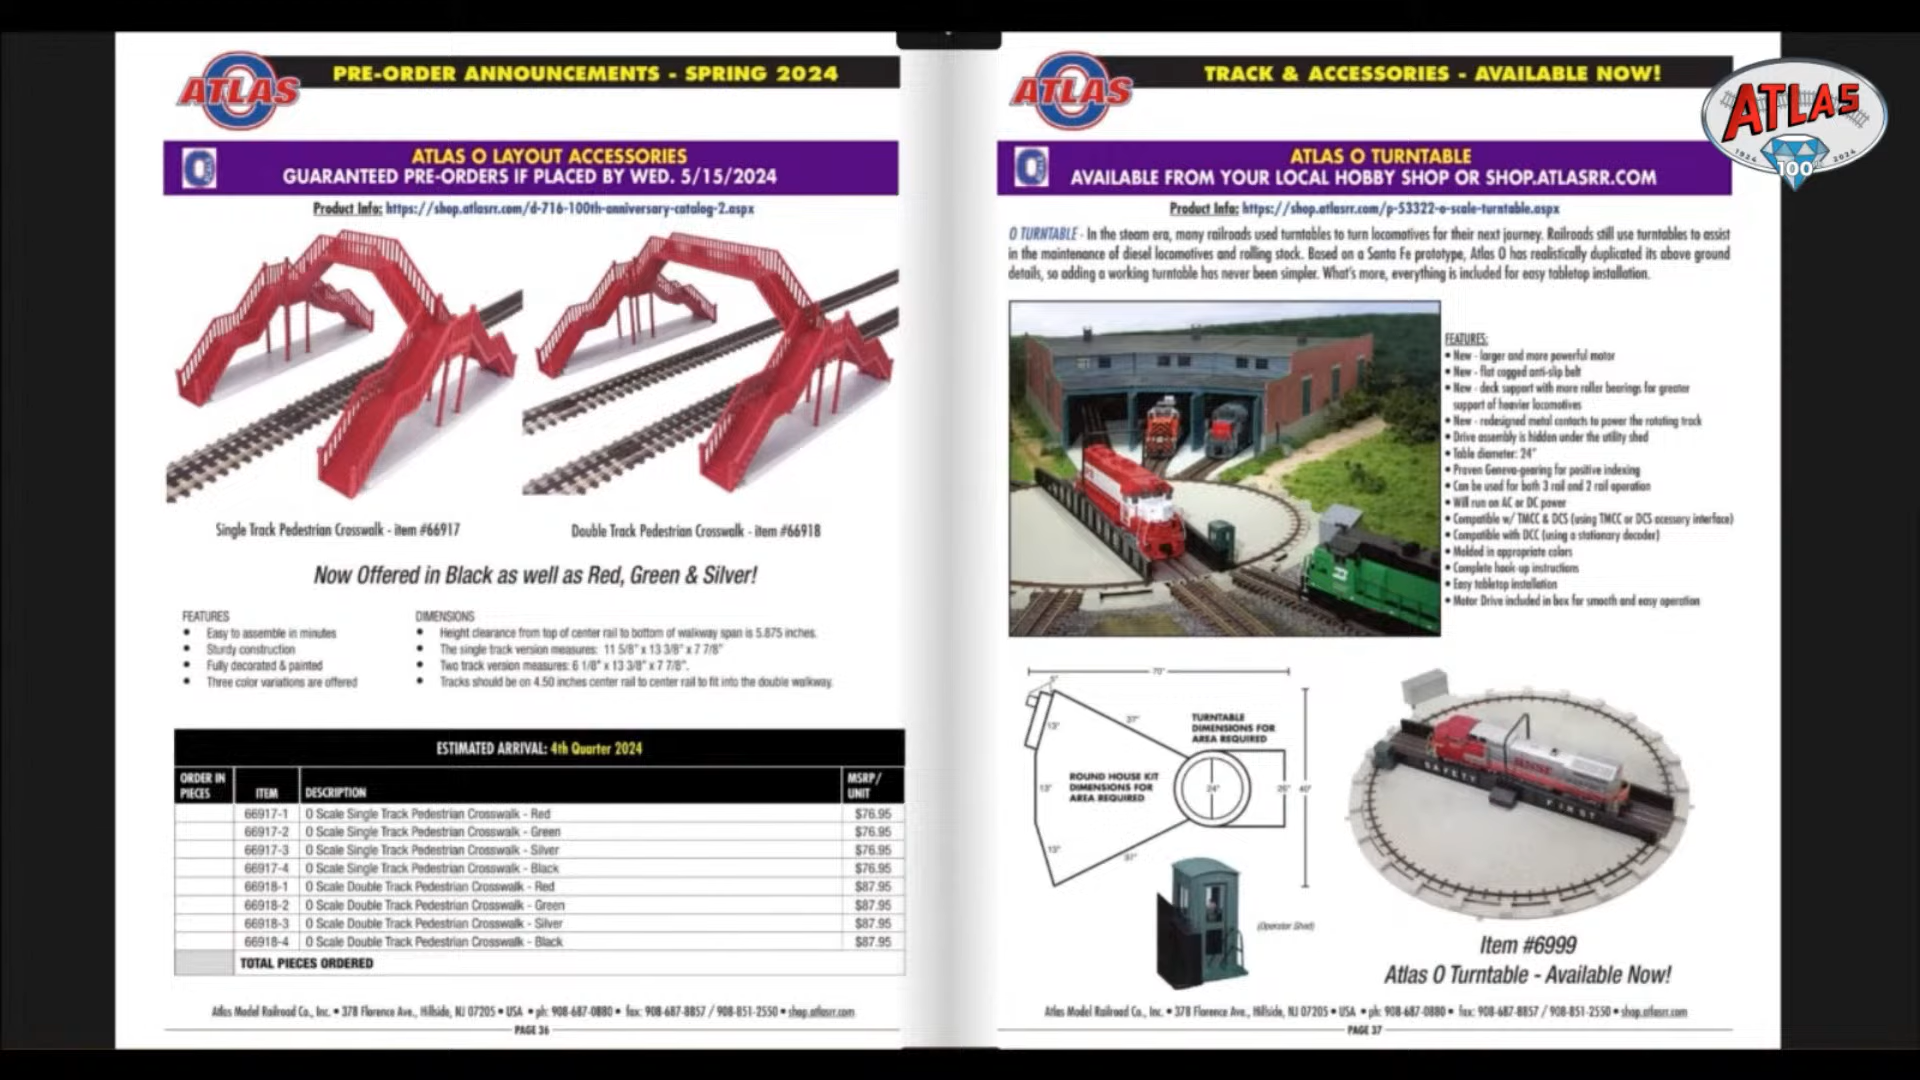 ATLAS
PRE-ORDER ANNOUNCEMENTS - SPRING 2024
ATLAS O LAYOUT ACCESSORIES
GUARANTEED PRE-ORDERS IF PLACED BY WED. 5/15/2024
Product Info: https://shop.atlasrr.com/d-716-100th-anniversary-catalog-2.aspx
Single Track Pedestrian Crosswalk - item #66917
Double Track Pedestrian Crosswalk - item #66918
Now Offered in Black as well as Red, Green & Silver!
FEATURES
• Easy to assemble in minutes
• Sturdy construction
• Fully decorated & painted
• Three color variations are offered
DIMENSIONS
• Height clearance from top of center rail to bottom of walkway span is 5.875 inches.
• The single track version measures: 11 5/8" x 13 3/8" x 7 7/8"
• Two track version measures: 6 1/8" x 13 3/8" x 7 7/8".
• Tracks should be on 4.50 inches center rail to center rail to fit into the double walkway.
ESTIMATED ARRIVAL: 4th Quarter 2024
ORDER IN PIECES ITEM DESCRIPTION MSRP/ UNIT
66917-1 O Scale Single Track Pedestrian Crosswalk - Red $76.95
66917-2 O Scale Single Track Pedestrian Crosswalk - Green $76.95
66917-3 O Scale Single Track Pedestrian Crosswalk - Silver $76.95
66917-4 O Scale Single Track Pedestrian Crosswalk - Black $76.95
66918-1 O Scale Double Track Pedestrian Crosswalk - Red $87.95
66918-2 O Scale Double Track Pedestrian Crosswalk - Green $87.95
66918-3 O Scale Double Track Pedestrian Crosswalk - Silver $87.95
66918-4 O Scale Double Track Pedestrian Crosswalk - Black $87.95
TOTAL PIECES ORDERED
Atlas Model Railroad Co., Inc. • 378 Florence Ave., Hillside, NJ 07205 • USA • ph: 908-687-0880 • fax: 908-687-8857 / 908-851-2550 • shop.atlasrr.com
PAGE 36
ATLAS
TRACK & ACCESSORIES - AVAILABLE NOW!
ATLAS
1924 2024
100
ATLAS O TURNTABLE
AVAILABLE FROM YOUR LOCAL HOBBY SHOP OR SHOP.ATLASRR.COM
Product Info: https://shop.atlasrr.com/p-53322-o-scale-turntable.aspx
O TURNTABLE - In the steam era, many railroads used turntables to turn locomotives for their next journey. Railroads still use turntables to assist
in the maintenance of diesel locomotives and rolling stock. Based on a Santa Fe prototype, Atlas O has realistically duplicated its above ground
details, so adding a working turntable has never been simpler. What's more, everything is included for easy tabletop installation.
FEATURES:
• New - larger and more powerful motor
• New - flat cogged anti-slip belt
• New - deck support with more roller bearings for greater
support of heavier locomotives
• New - redesigned metal contacts to power the rotating track
• Drive assembly is hidden under the utility shed
• Table diameter: 24"
• Proven Geneva-gearing for positive indexing
• Can be used for both 3 rail and 2 rail operation
• Will run on AC or DC power
• Compatible w/ TMCC & DCS (using TMCC or DCS acessory interface)
• Compatible with DCC (using a stationary decoder)
• Molded in appropriate colors
• Complete hook-up instructions
• Easy tabletop installation
• Motor Drive included in box for smooth and easy operation
70"
5"
13"
37"
TURNTABLE
DIMENSIONS FOR
AREA REQUIRED
ROUND HOUSE KIT
DIMENSIONS FOR
AREA REQUIRED
13"
24"
26"
40"
13"
37"
(Operator Shed)
SAFETY FIRST
Item #6999
Atlas O Turntable - Available Now!
Atlas Model Railroad Co., Inc. • 378 Florence Ave., Hillside, NJ 07205 • USA • ph: 908-687-0880 • fax: 908-687-8857 / 908-851-2550 • shop.atlasrr.com
PAGE 37